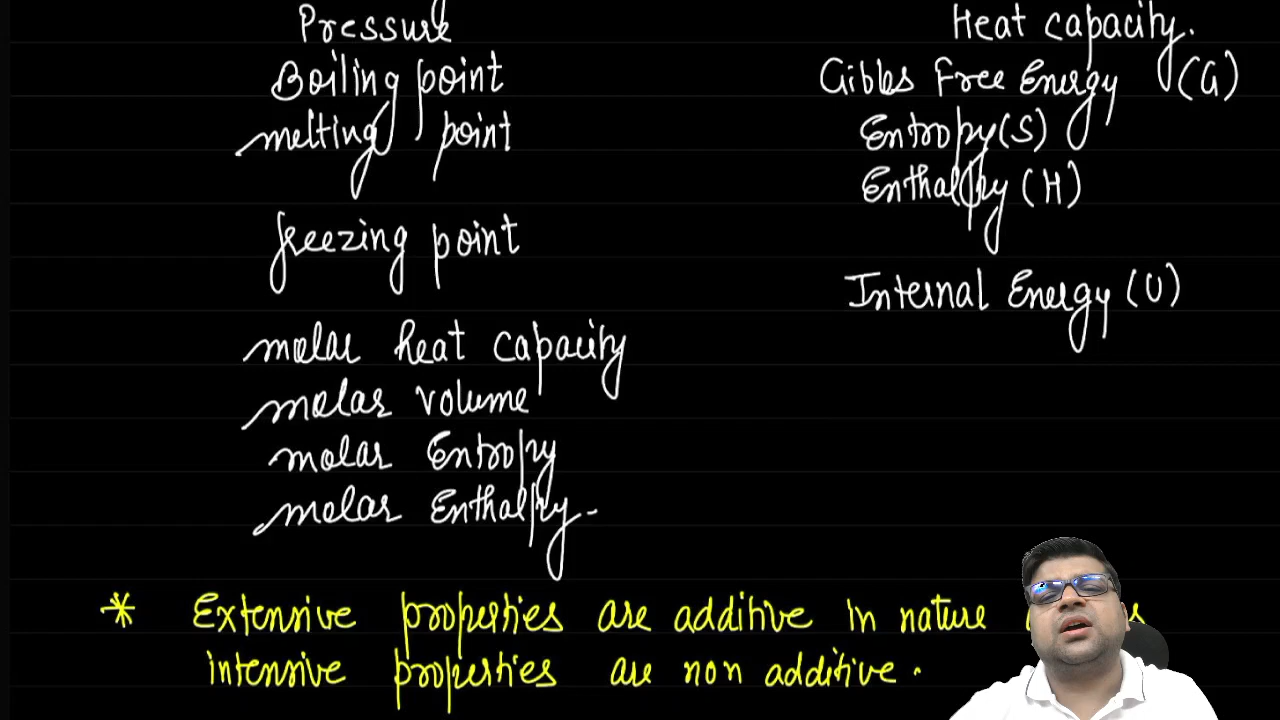 Pressure
Boiling point
melting point
freezing point
molar heat capacity
molar volume
molar Entropy
molar Enthalpy.
Heat capacity.
Gibbs Free Energy (G)
Entropy(S)
Enthalpy (H)
Internal Energy (U)
* Extensive properties are additive in nature
intensive properties are non additive.